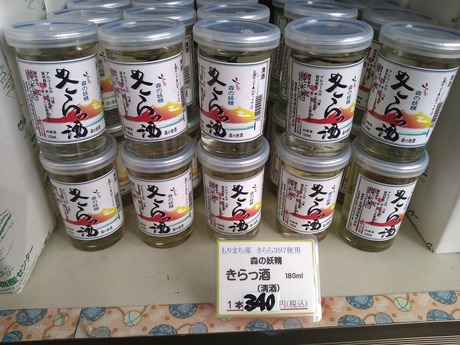 森の妖精
きらっ酒
もりまち産 きらら397使用
森の妖精
きらっ酒 180ml
(清酒)
1本340円(税込)